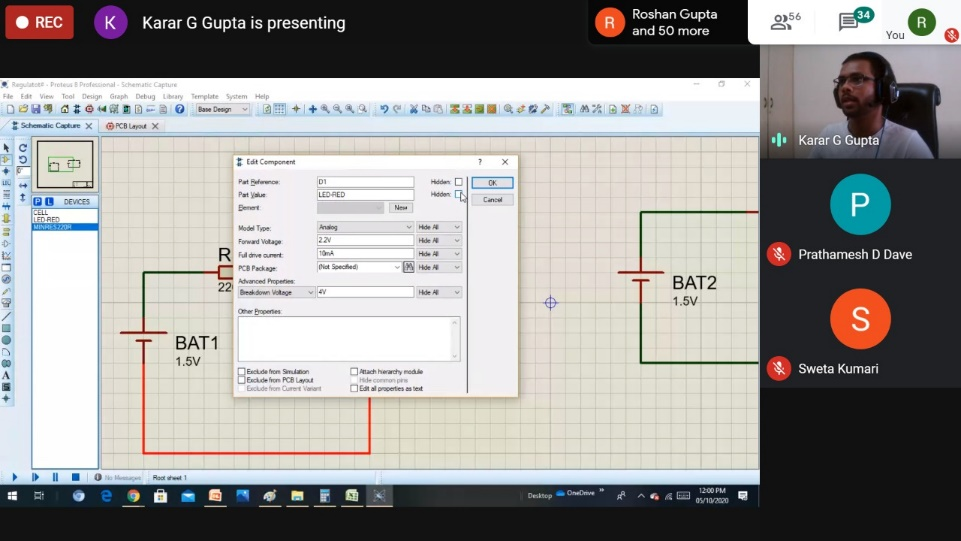 REC
K
Karar G Gupta is presenting
R
Roshan Gupta
and 50 more
56
34
You
R
Regulator# - Proteus 8 Professional - Schematic Capture
File Edit View Tool Design Graph Debug Library Template System Help
Base Design
Schematic Capture
PCB Layout
Karar G Gupta
P
Prathamesh D Dave
S
Sweta Kumari
P L DEVICES
CELL
LED-RED
MINRES220R
R
22
BAT1
1.5V
BAT2
1.5V
Edit Component
Part Reference: D1 Hidden:
Part Value: LED-RED Hidden:
Element: New
OK
Cancel
Model Type: Analog Hide All
Forward Voltage: 2.2V Hide All
Full drive current: 10mA Hide All
PCB Package: (Not Specified) Hide All
Advanced Properties:
Breakdown Voltage 4V Hide All
Other Properties:
Exclude from Simulation Attach hierarchy module
Exclude from PCB Layout Hide common pins
Exclude from Current Variant Edit all properties as text
No Messages Root sheet 1
Desktop OneDrive
12:00 PM
05/10/2020